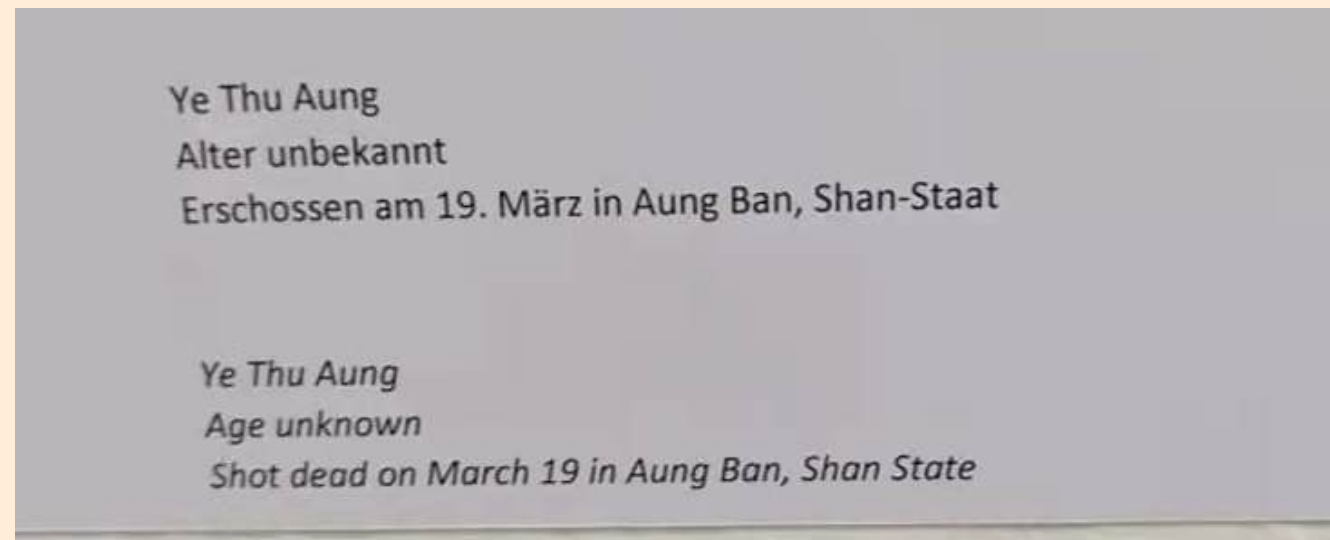 Ye Thu Aung
Alter unbekannt
Erschossen am 19. März in Aung Ban, Shan-Staat
Ye Thu Aung
Age unknown
Shot dead on March 19 in Aung Ban, Shan State